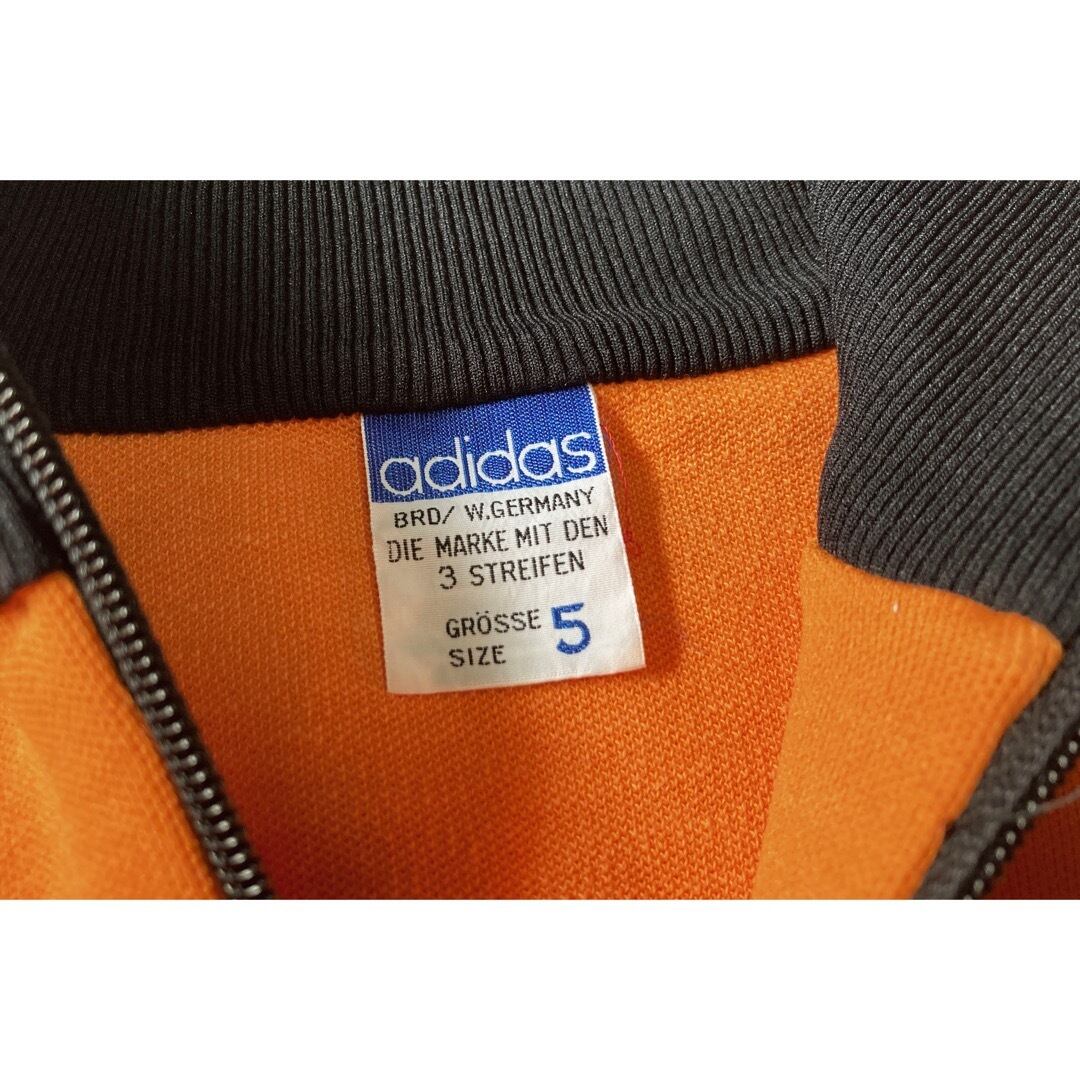 adidas
BRD/ W.GERMANY
DIE MARKE MIT DEN
3 STREIFEN
GRÖSSE 5
SIZE